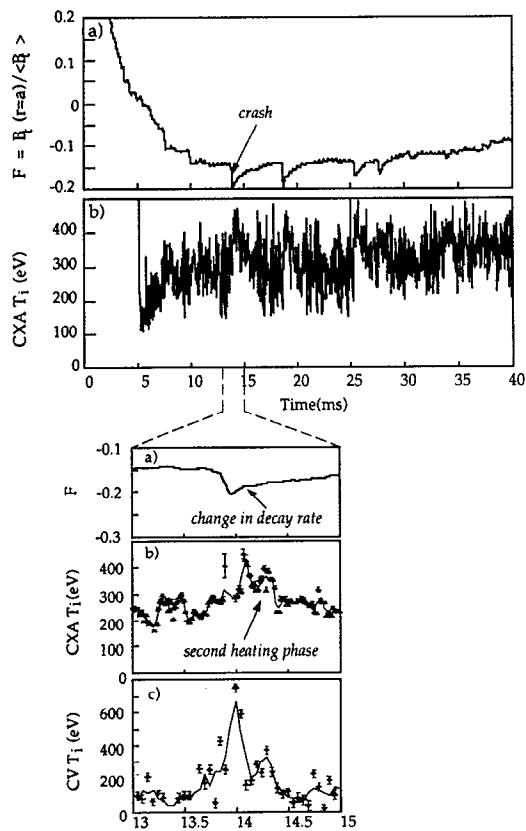 a)
0.2
0.1
0
-0.1
-0.2
F = Bt (r=a)/<Bt>
crash
b)
400
300
200
100
0
CXA Ti (eV)
0 5 10 15 20 25 30 35 40
Time(ms)
a)
-0.1
-0.2
-0.3
F
change in decay rate
b)
400
300
200
100
0
CXA Ti (eV)
second heating phase
c)
600
400
200
0
CV Ti (eV)
13 13.5 14 14.5 15